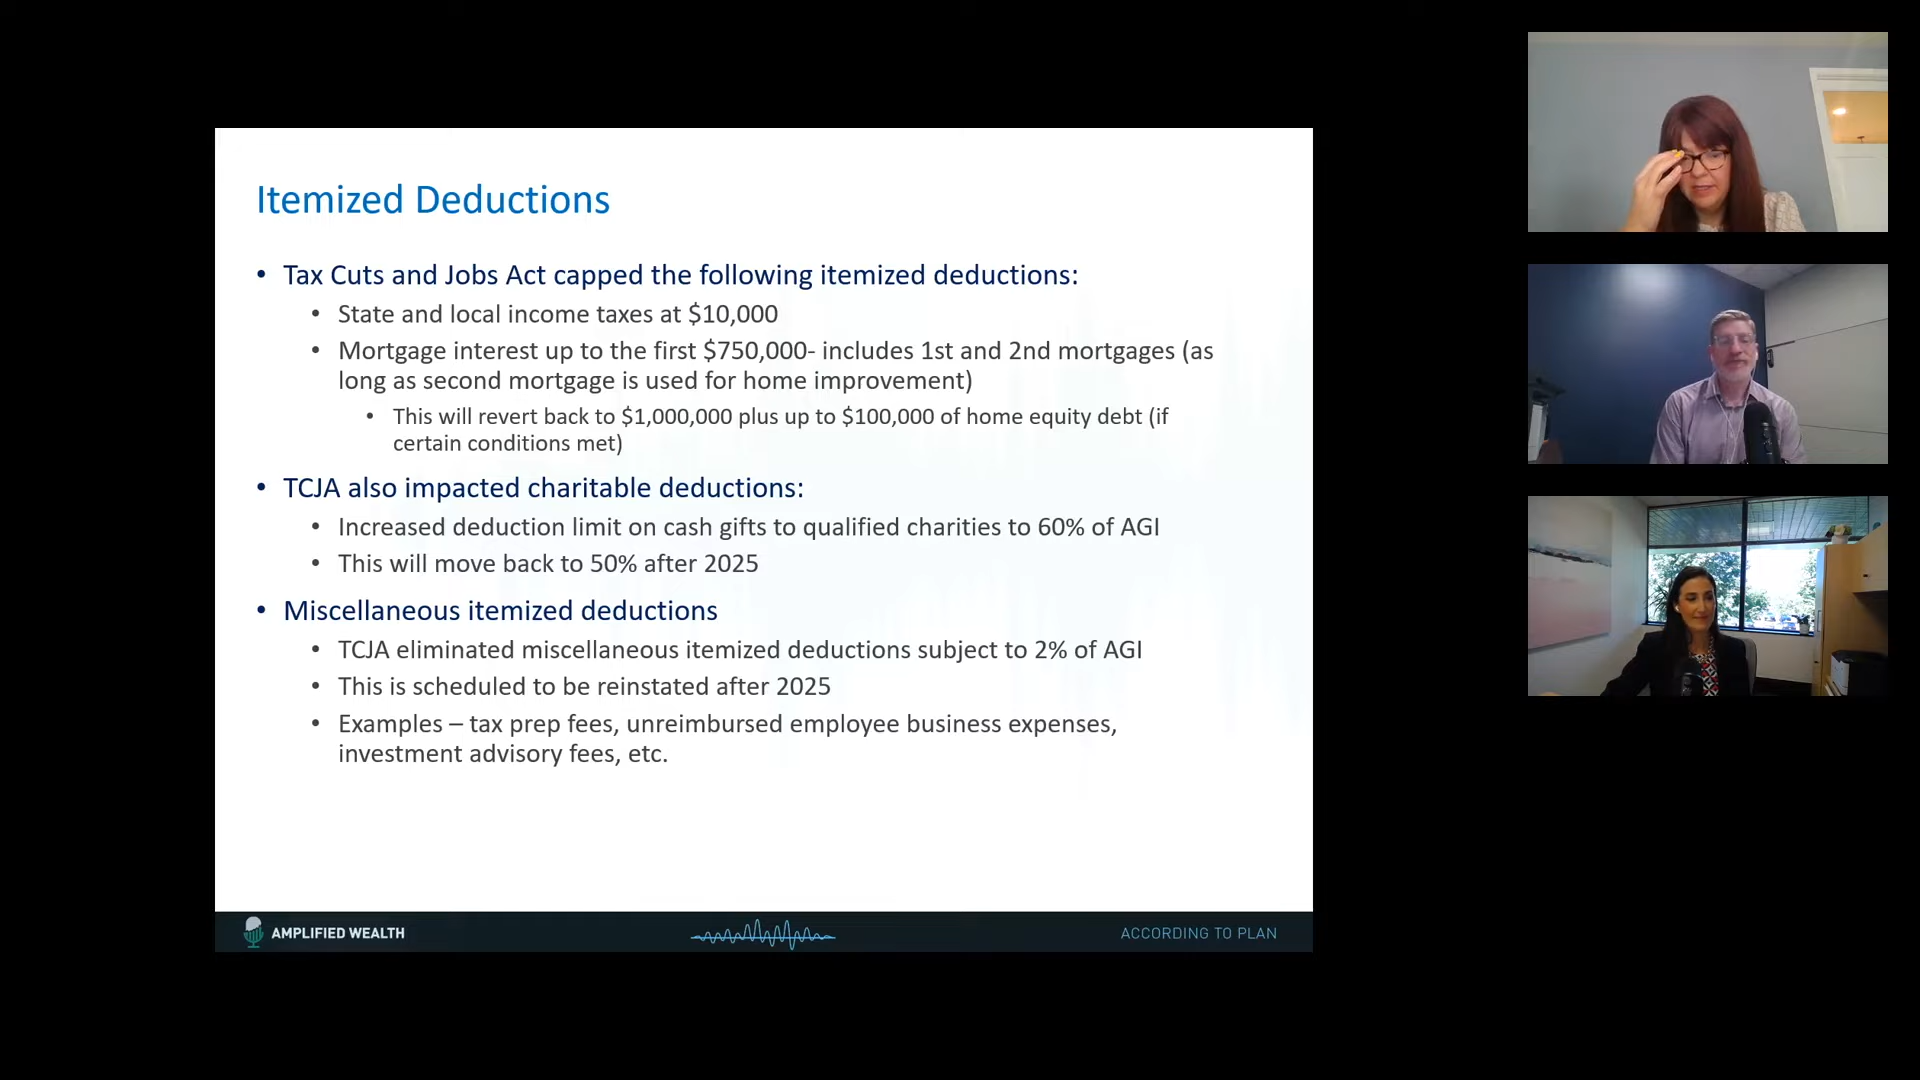 Itemized Deductions
• Tax Cuts and Jobs Act capped the following itemized deductions:
• State and local income taxes at $10,000
• Mortgage interest up to the first $750,000- includes 1st and 2nd mortgages (as
long as second mortgage is used for home improvement)
• This will revert back to $1,000,000 plus up to $100,000 of home equity debt (if
certain conditions met)
• TCJA also impacted charitable deductions:
• Increased deduction limit on cash gifts to qualified charities to 60% of AGI
• This will move back to 50% after 2025
• Miscellaneous itemized deductions
• TCJA eliminated miscellaneous itemized deductions subject to 2% of AGI
• This is scheduled to be reinstated after 2025
• Examples – tax prep fees, unreimbursed employee business expenses,
investment advisory fees, etc.
AMPLIFIED WEALTH
ACCORDING TO PLAN